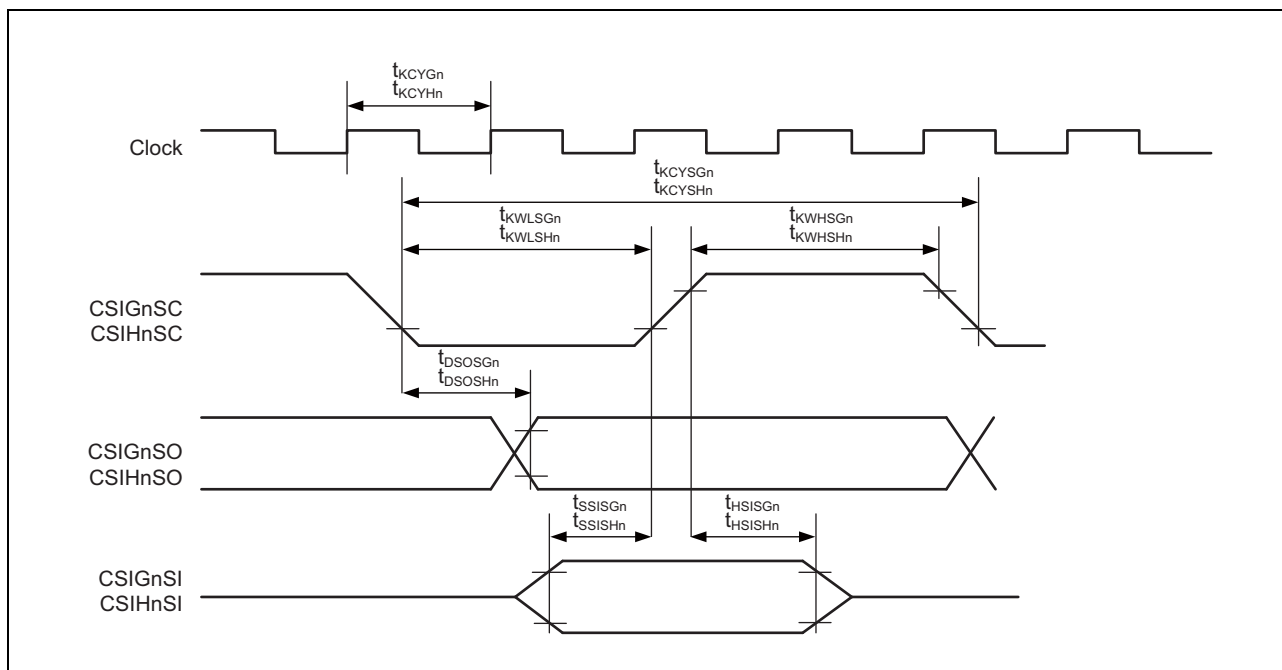 tKCYGn
tKCYHn
Clock
tKCYSGn
tKCYSHn
tKWLSGn
tKWLSHn
tKWHSGn
tKWHSHn
CSIGnSC
CSIHnSC
tDSOSGn
tDSOSHn
CSIGnSO
CSIHnSO
tSSISGn
tSSISHn
tHSISGn
tHSISHn
CSIGnSI
CSIHnSI